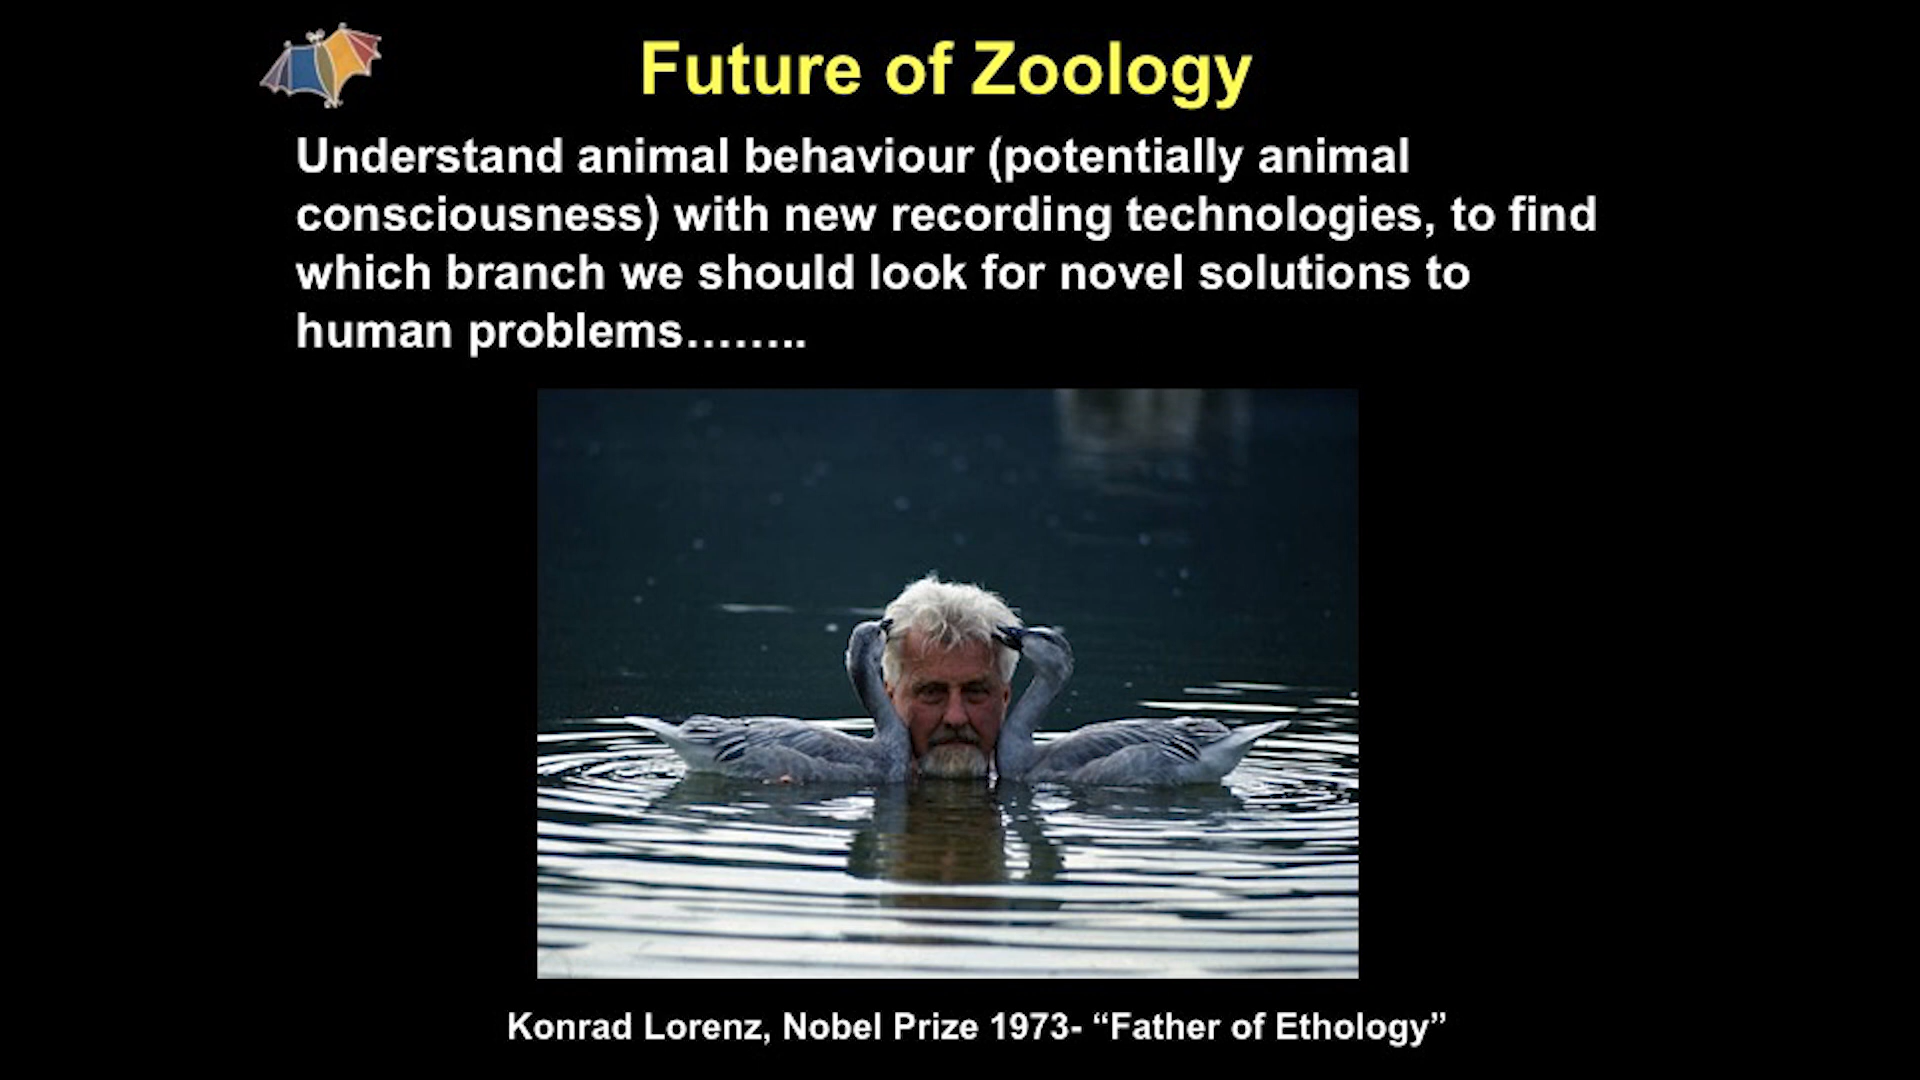 Future of Zoology
Understand animal behaviour (potentially animal
consciousness) with new recording technologies, to find
which branch we should look for novel solutions to
human problems........
Konrad Lorenz, Nobel Prize 1973- “Father of Ethology”